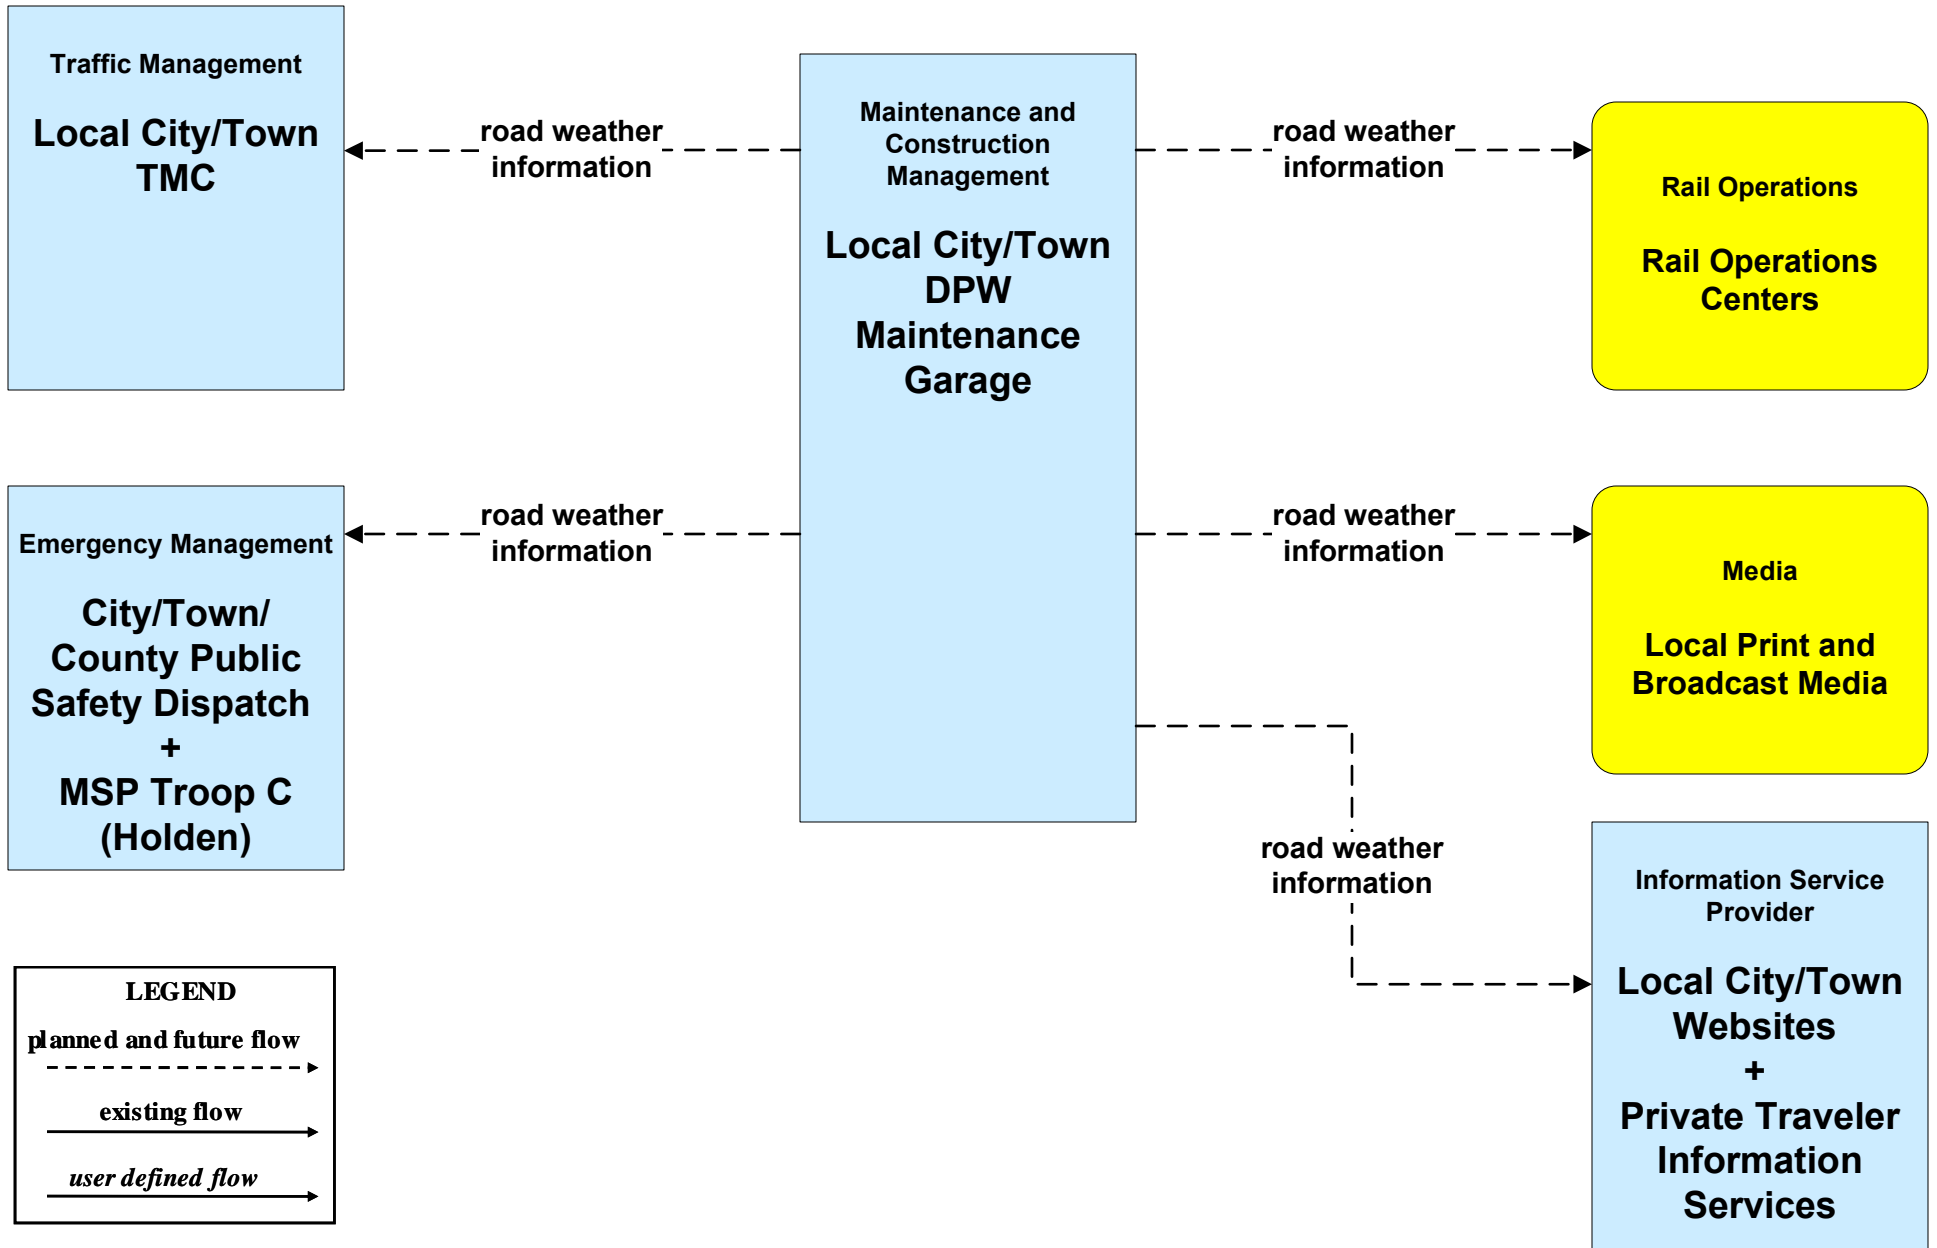 Traffic Management
Local City/Town
TMC
road weather
information
Maintenance and
Construction
Management
Local City/Town
DPW
Maintenance
Garage
road weather
information
Rail Operations
Rail Operations
Centers
Emergency Management
City/Town/
County Public
Safety Dispatch
+
MSP Troop C
(Holden)
road weather
information
road weather
information
Media
Local Print and
Broadcast Media
road weather
information
Information Service
Provider
Local City/Town
Websites
+
Private Traveler
Information
Services
LEGEND
planned and future flow
existing flow
user defined flow